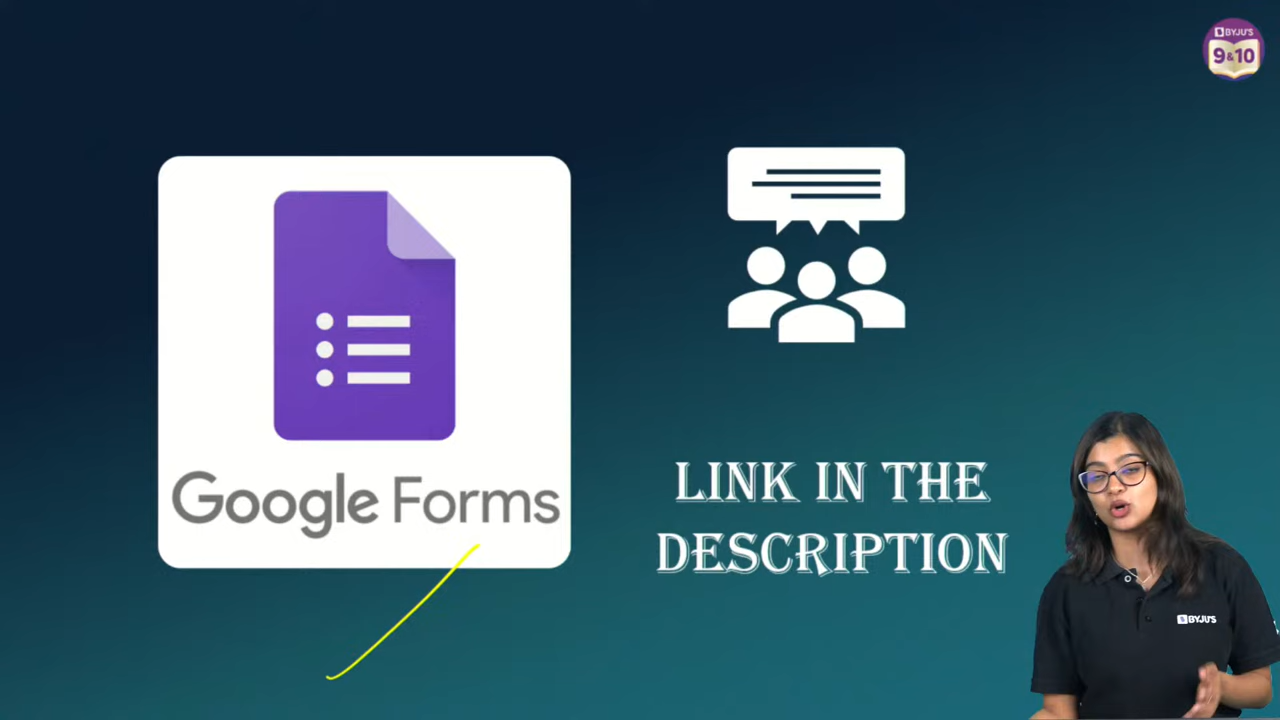 BYJU'S
9&10
Google Forms
LINK IN THE
DESCRIPTION
BYJU'S